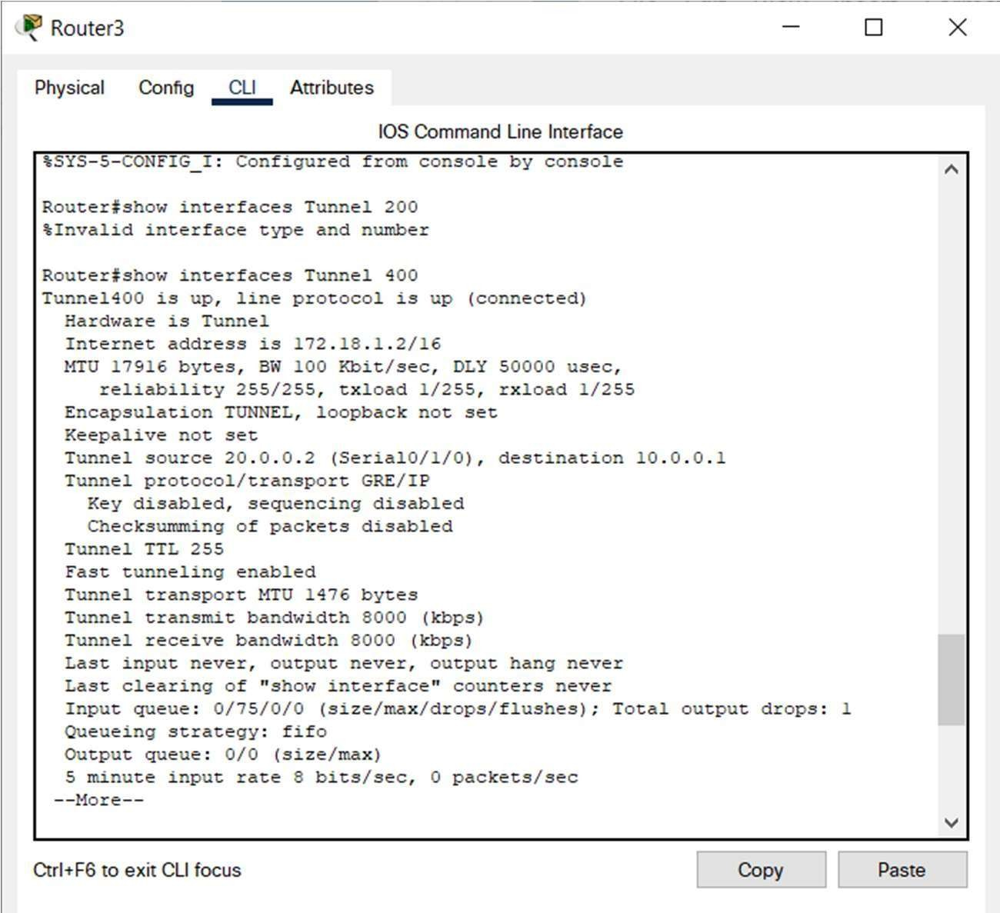 Router3
Physical Config CLI Attributes
IOS Command Line Interface
%SYS-5-CONFIG_I: Configured from console by console
Router#show interfaces Tunnel 200
%Invalid interface type and number
Router#show interfaces Tunnel 400
Tunnel400 is up, line protocol is up (connected)
Hardware is Tunnel
Internet address is 172.18.1.2/16
MTU 17916 bytes, BW 100 Kbit/sec, DLY 50000 usec,
reliability 255/255, txload 1/255, rxload 1/255
Encapsulation TUNNEL, loopback not set
Keepalive not set
Tunnel source 20.0.0.2 (Serial0/1/0), destination 10.0.0.1
Tunnel protocol/transport GRE/IP
Key disabled, sequencing disabled
Checksumming of packets disabled
Tunnel TTL 255
Fast tunneling enabled
Tunnel transport MTU 1476 bytes
Tunnel transmit bandwidth 8000 (kbps)
Tunnel receive bandwidth 8000 (kbps)
Last input never, output never, output hang never
Last clearing of "show interface" counters never
Input queue: 0/75/0/0 (size/max/drops/flushes); Total output drops: 1
Queueing strategy: fifo
Output queue: 0/0 (size/max)
5 minute input rate 8 bits/sec, 0 packets/sec
--More--
Ctrl+F6 to exit CLI focus
Copy Paste